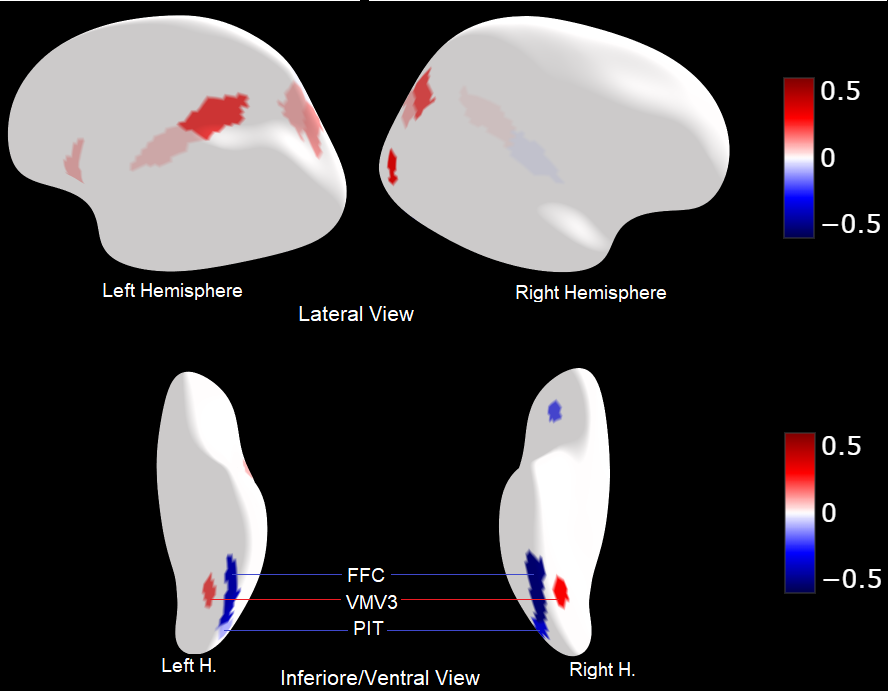 0.5
0
−0.5
Left Hemisphere
Right Hemisphere
Lateral View
0.5
0
−0.5
FFC
VMV3
PIT
Left H.
Right H.
Inferiore/Ventral View